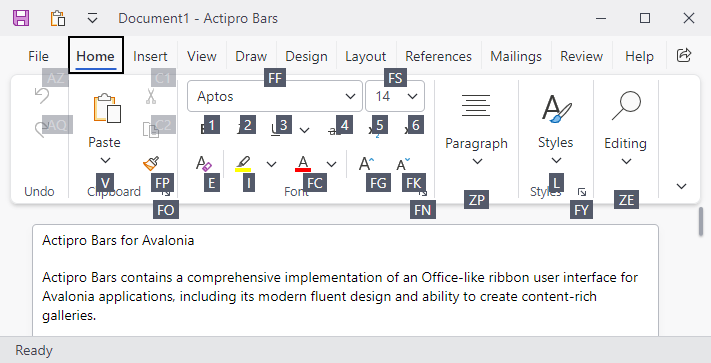 Document1 - Actipro Bars
File Home Insert View Draw Design Layout References Mailings Review Help
AZ C1 FF FS
Aptos 14
AQ C2 1 2 3 4 5 6
Paste Paragraph Styles Editing
V FP E I FC FG FK L
Undo Clipboard Font Styles
ZP ZE
FO FN FY
Actipro Bars for Avalonia
Actipro Bars contains a comprehensive implementation of an Office-like ribbon user interface for
Avalonia applications, including its modern fluent design and ability to create content-rich
galleries.
Ready